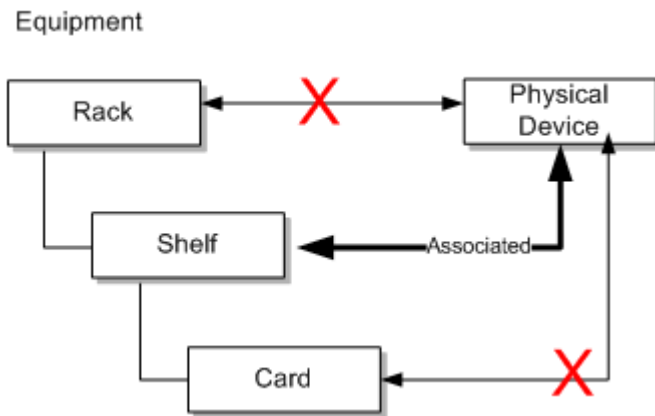 Equipment
Rack
Physical
Device
Shelf
Associated
Card